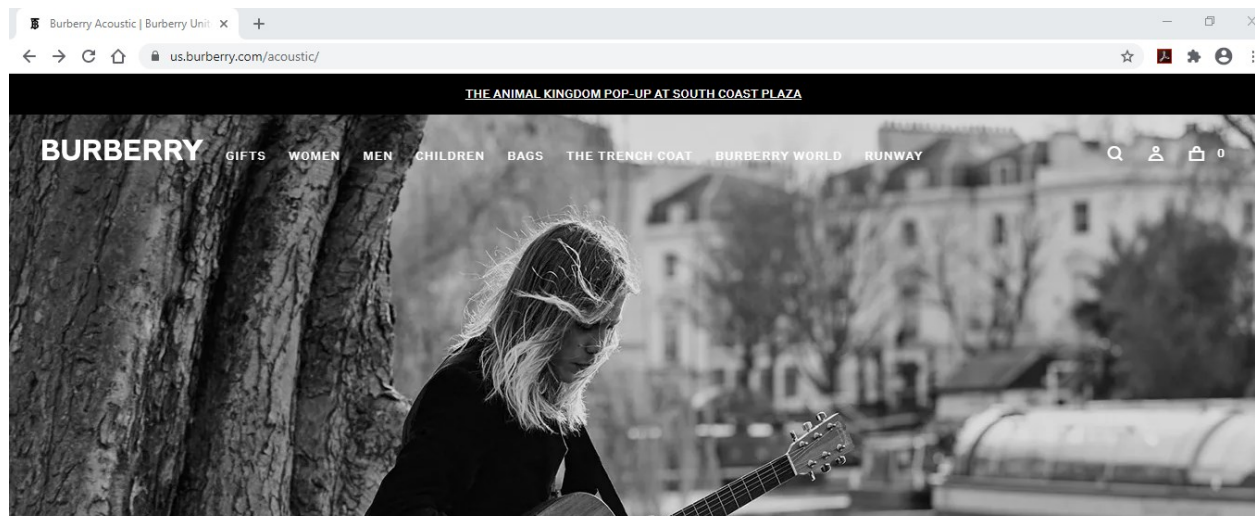 Burberry Acoustic | Burberry Unit
us.burberry.com/acoustic/
THE ANIMAL KINGDOM POP-UP AT SOUTH COAST PLAZA
BURBERRY GIFTS WOMEN MEN CHILDREN BAGS THE TRENCH COAT BURBERRY WORLD RUNWAY 0